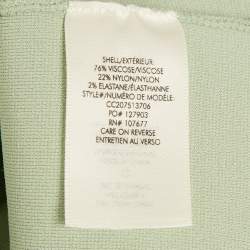 SHELL/EXTÉRIEUR:
76% VISCOSE/VISCOSE
22% NYLON/NYLON
2% ELASTANE/ÉLASTHANNE
STYLE#/NUMÉRO DE MODÈLE:
CC207513706
PO# 127903
RN# 107677
CARE ON REVERSE
ENTRETIEN AU VERSO